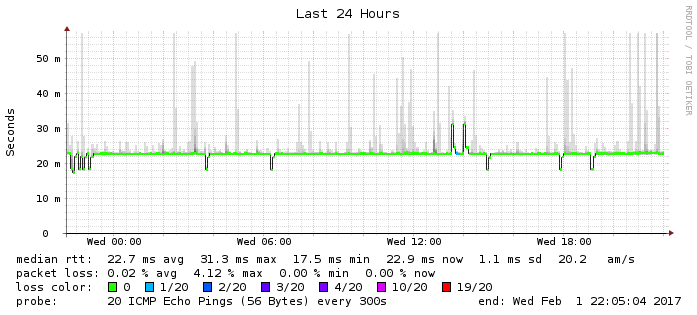 Last 24 Hours
RRDTOOL / TOBI OETIKER
Seconds
50 m
40 m
30 m
20 m
10 m
0
Wed 00:00 Wed 06:00 Wed 12:00 Wed 18:00
median rtt: 22.7 ms avg 31.3 ms max 17.5 ms min 22.9 ms now 1.1 ms sd 20.2 am/s
packet loss: 0.02 % avg 4.12 % max 0.00 % min 0.00 % now
loss color: 0 1/20 2/20 3/20 4/20 10/20 19/20
probe: 20 ICMP Echo Pings (56 Bytes) every 300s end: Wed Feb 1 22:05:04 2017